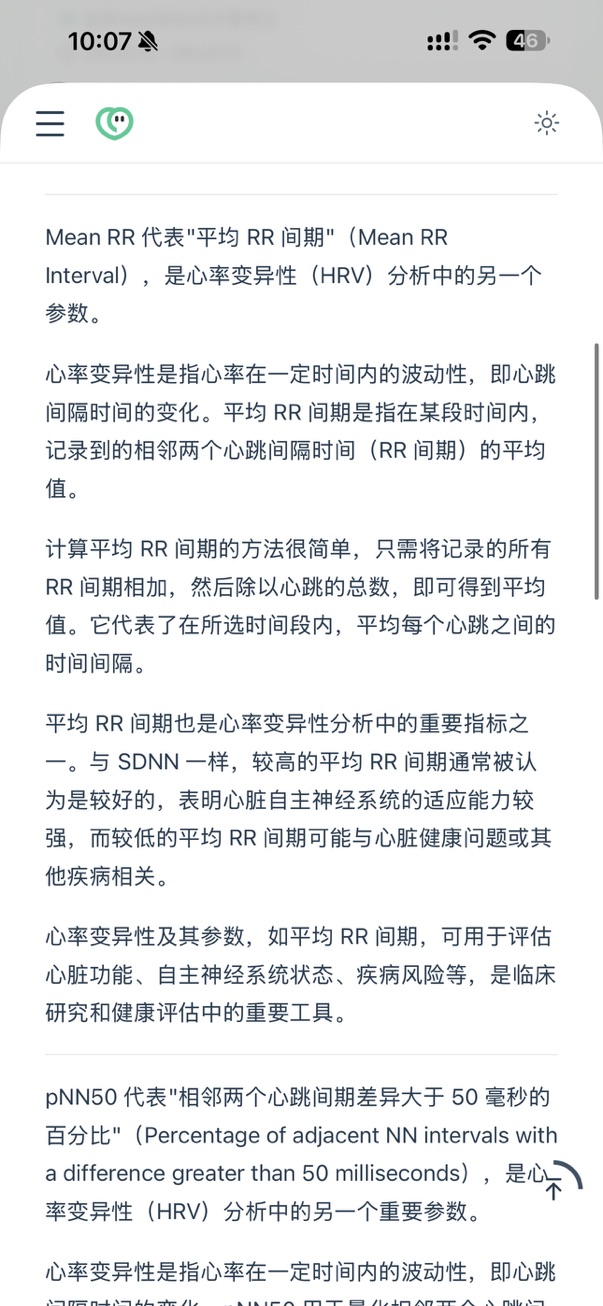 10:07
46
Mean RR 代表"平均 RR 间期"（Mean RR
Interval），是心率变异性（HRV）分析中的另一个
参数。
心率变异性是指心率在一定时间内的波动性，即心跳
间隔时间的变化。平均 RR 间期是指在某段时间内，
记录到的相邻两个心跳间隔时间（RR 间期）的平均
值。
计算平均 RR 间期的方法很简单，只需将记录的所有
RR 间期相加，然后除以心跳的总数，即可得到平均
值。它代表了在所选时间段内，平均每个心跳之间的
时间间隔。
平均 RR 间期也是心率变异性分析中的重要指标之
一。与 SDNN 一样，较高的平均 RR 间期通常被认
为是较好的，表明心脏自主神经系统的适应能力较
强，而较低的平均 RR 间期可能与心脏健康问题或其
他疾病相关。
心率变异性及其参数，如平均 RR 间期，可用于评估
心脏功能、自主神经系统状态、疾病风险等，是临床
研究和健康评估中的重要工具。
pNN50 代表"相邻两个心跳间期差异大于 50 毫秒的
百分比"（Percentage of adjacent NN intervals with
a difference greater than 50 milliseconds），是心
率变异性（HRV）分析中的另一个重要参数。
心率变异性是指心率在一定时间内的波动性，即心跳